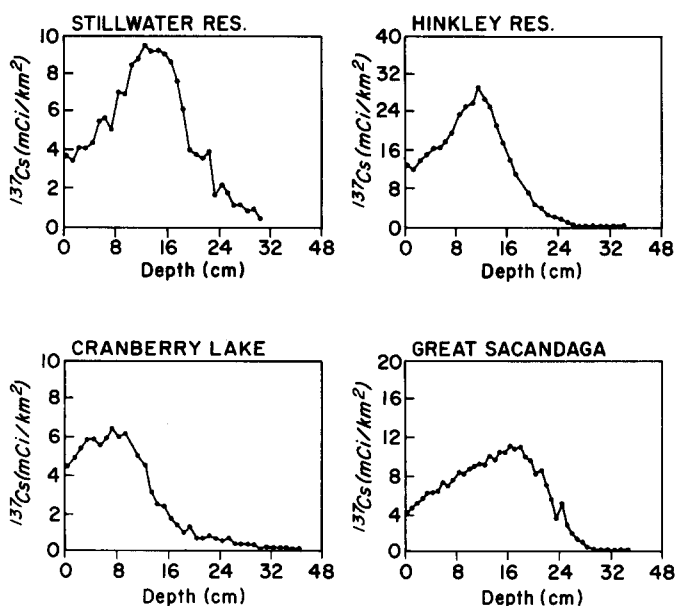 STILLWATER RES.
10
8
6
4
2
0
¹³⁷Cs (mCi/km²)
0 8 16 24 32 40 48
Depth (cm)
HINKLEY RES.
40
32
24
16
8
0
¹³⁷Cs (mCi/km²)
0 8 16 24 32 40 48
Depth (cm)
CRANBERRY LAKE
10
8
6
4
2
0
¹³⁷Cs (mCi/km²)
0 8 16 24 32 40 48
Depth (cm)
GREAT SACANDAGA
20
16
12
8
4
0
¹³⁷Cs (mCi/km²)
0 8 16 24 32 40 48
Depth (cm)